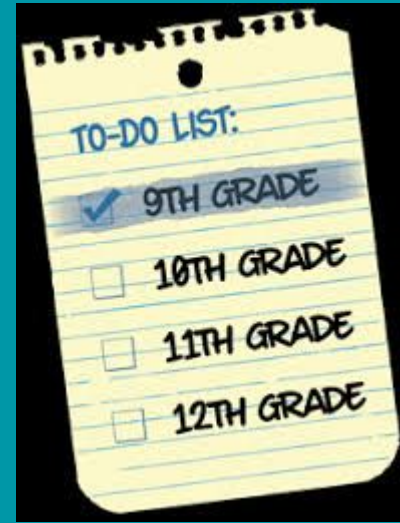 TO-DO LIST:
9TH GRADE
10TH GRADE
11TH GRADE
12TH GRADE